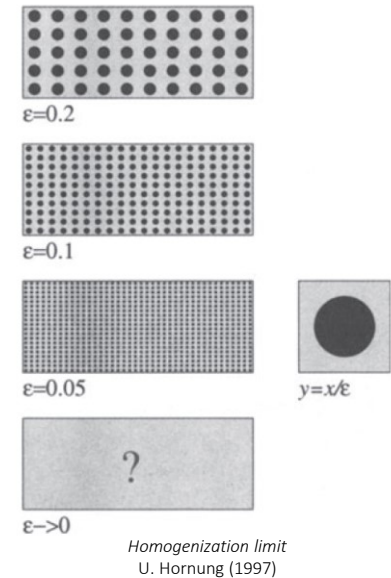 ε=0.2
ε=0.1
ε=0.05
y=x/ε
?
ε−>0
Homogenization limit
U. Hornung (1997)